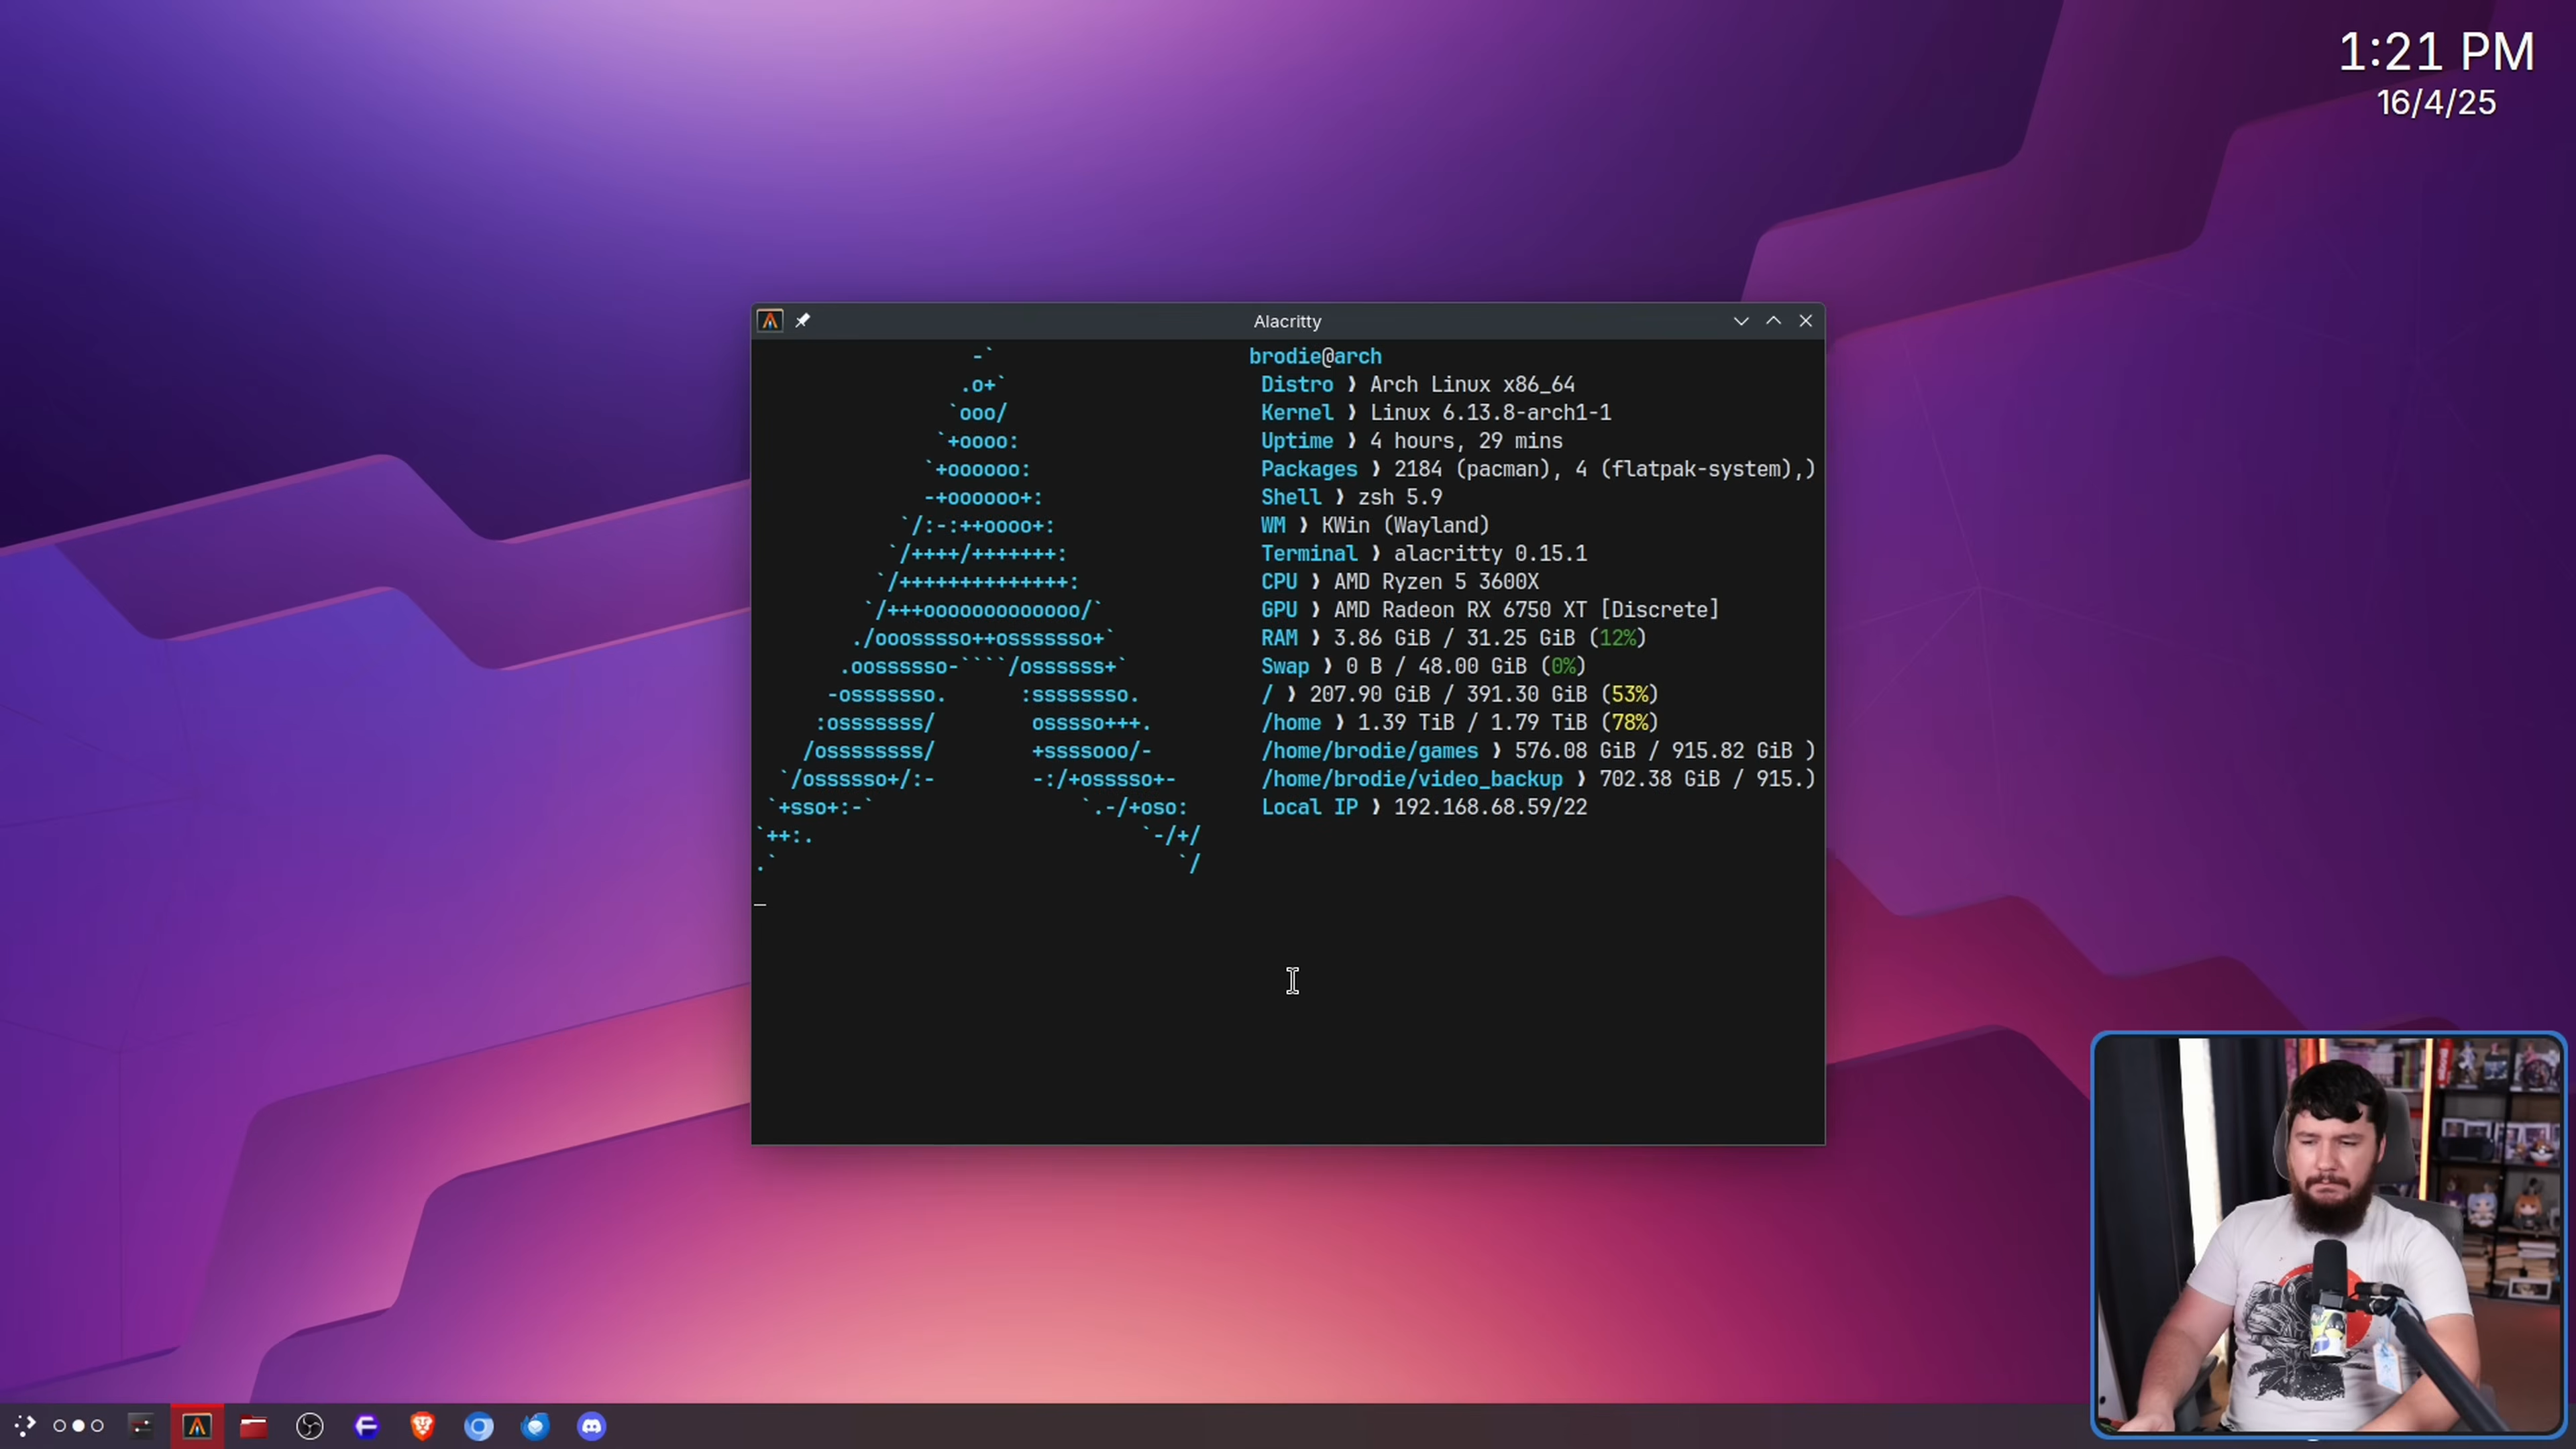 1:21 PM
16/4/25
Alacritty
brodie@arch
Distro ❯ Arch Linux x86_64
Kernel ❯ Linux 6.13.8-arch1-1
Uptime ❯ 4 hours, 29 mins
Packages ❯ 2184 (pacman), 4 (flatpak-system),)
Shell ❯ zsh 5.9
WM ❯ KWin (Wayland)
Terminal ❯ alacritty 0.15.1
CPU ❯ AMD Ryzen 5 3600X
GPU ❯ AMD Radeon RX 6750 XT [Discrete]
RAM ❯ 3.86 GiB / 31.25 GiB (12%)
Swap ❯ 0 B / 48.00 GiB (0%)
/ ❯ 207.90 GiB / 391.30 GiB (53%)
/home ❯ 1.39 TiB / 1.79 TiB (78%)
/home/brodie/games ❯ 576.08 GiB / 915.82 GiB )
/home/brodie/video_backup ❯ 702.38 GiB / 915.)
Local IP ❯ 192.168.68.59/22